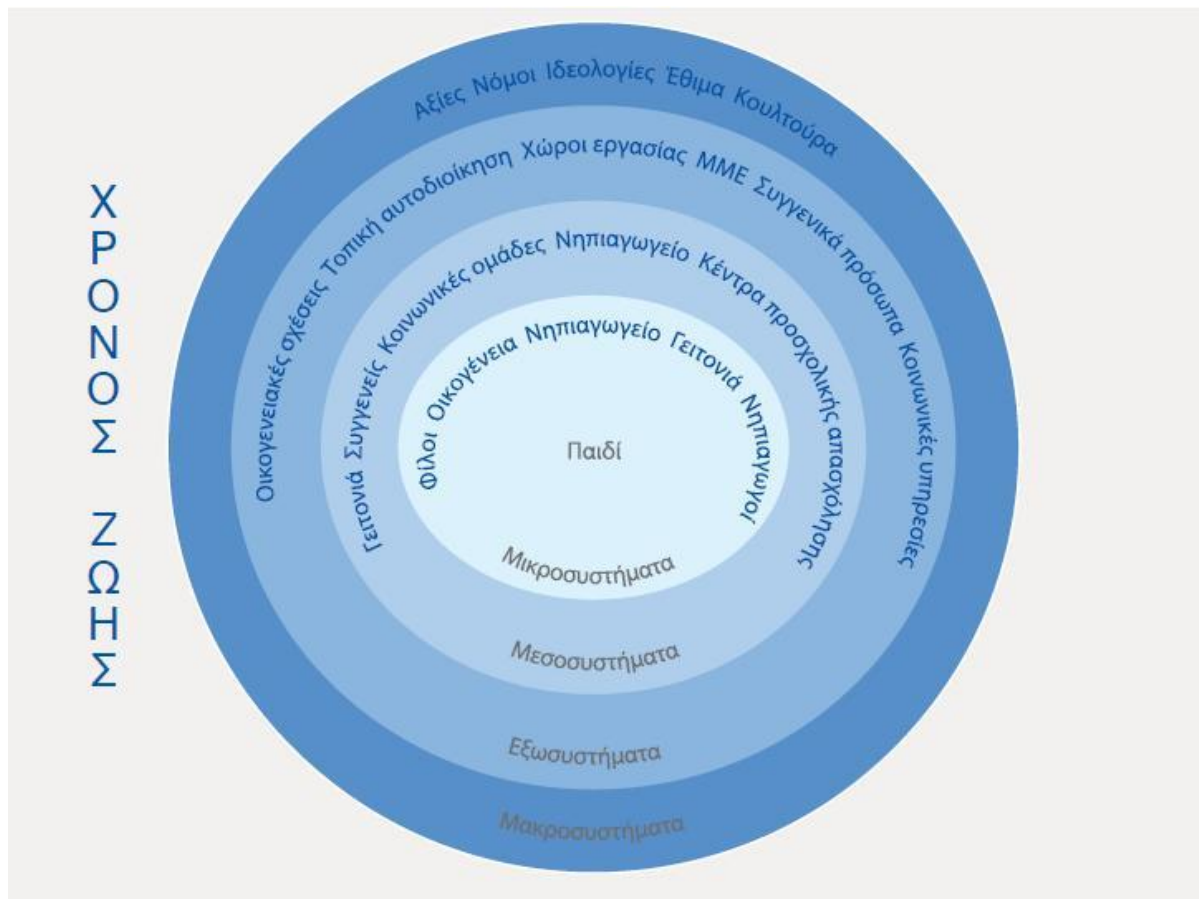 ΧΡΟΝΟΣ ΖΩΗΣ
Αξίες Νόμοι Ιδεολογίες Έθιμα Κουλτούρα
Οικογενειακές σχέσεις Τοπική αυτοδιοίκηση Χώροι εργασίας ΜΜΕ Συγγενικά πρόσωπα Κοινωνικές υπηρεσίες
Γειτονιά Συγγενείς Κοινωνικές ομάδες Νηπιαγωγείο Κέντρα προσχολικής απασχόλησης
Φίλοι Οικογένεια Νηπιαγωγείο Γειτονιά Νηπιαγωγοί
Παιδί
Μικροσυστήματα
Μεσοσυστήματα
Εξωσυστήματα
Μακροσυστήματα